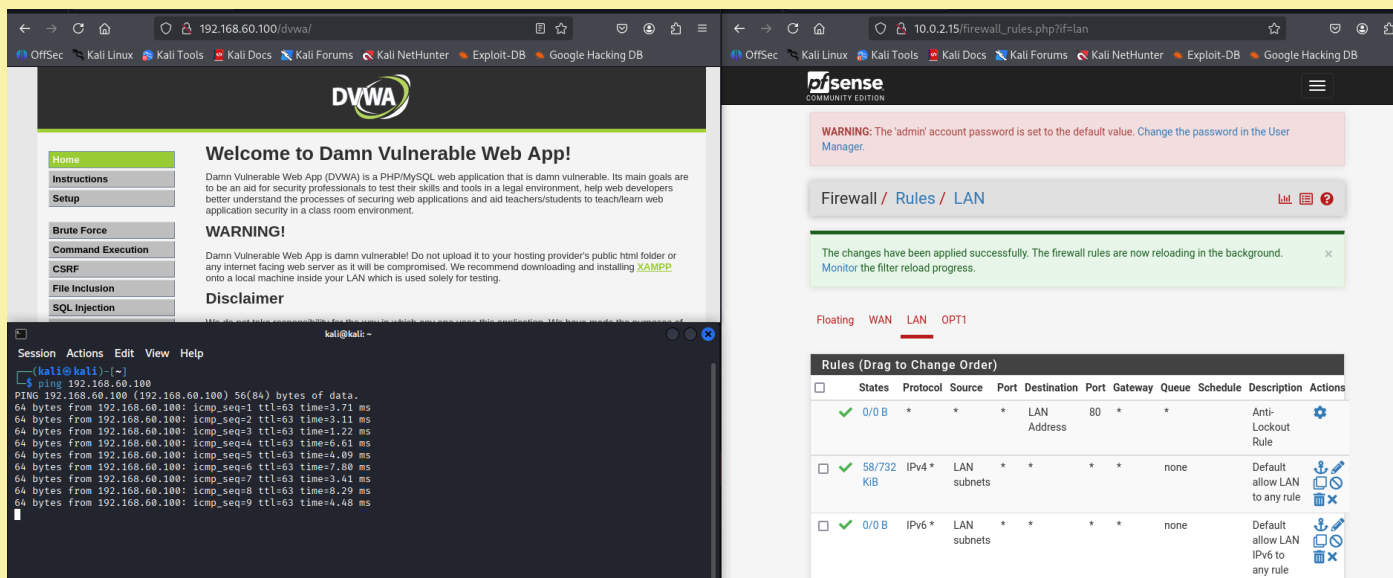 192.168.60.100/dvwa/
OffSec Kali Linux Kali Tools Kali Docs Kali Forums Kali NetHunter Exploit-DB Google Hacking DB
DVWA
Home
Instructions
Setup
Brute Force
Command Execution
CSRF
File Inclusion
SQL Injection
Welcome to Damn Vulnerable Web App!
Damn Vulnerable Web App (DVWA) is a PHP/MySQL web application that is damn vulnerable. Its main goals are
to be an aid for security professionals to test their skills and tools in a legal environment, help web developers
better understand the processes of securing web applications and aid teachers/students to teach/learn web
application security in a class room environment.
WARNING!
Damn Vulnerable Web App is damn vulnerable! Do not upload it to your hosting provider's public html folder or
any internet facing web server as it will be compromised. We recommend downloading and installing XAMPP
onto a local machine inside your LAN which is used solely for testing.
Disclaimer
kali@kali: ~
Session Actions Edit View Help
(kali㉿kali)-[~]
$ ping 192.168.60.100
PING 192.168.60.100 (192.168.60.100) 56(84) bytes of data.
64 bytes from 192.168.60.100: icmp_seq=1 ttl=63 time=3.71 ms
64 bytes from 192.168.60.100: icmp_seq=2 ttl=63 time=3.11 ms
64 bytes from 192.168.60.100: icmp_seq=3 ttl=63 time=1.22 ms
64 bytes from 192.168.60.100: icmp_seq=4 ttl=63 time=6.61 ms
64 bytes from 192.168.60.100: icmp_seq=5 ttl=63 time=4.09 ms
64 bytes from 192.168.60.100: icmp_seq=6 ttl=63 time=7.80 ms
64 bytes from 192.168.60.100: icmp_seq=7 ttl=63 time=3.41 ms
64 bytes from 192.168.60.100: icmp_seq=8 ttl=63 time=8.29 ms
64 bytes from 192.168.60.100: icmp_seq=9 ttl=63 time=4.48 ms
10.0.2.15/firewall_rules.php?if=lan
OffSec Kali Linux Kali Tools Kali Docs Kali Forums Kali NetHunter Exploit-DB Google Hacking DB
pfsense
COMMUNITY EDITION
WARNING: The 'admin' account password is set to the default value. Change the password in the User
Manager.
Firewall / Rules / LAN
The changes have been applied successfully. The firewall rules are now reloading in the background.
Monitor the filter reload progress.
×
Floating WAN LAN OPT1
Rules (Drag to Change Order)
States Protocol Source Port Destination Port Gateway Queue Schedule Description Actions
0/0 B * * * LAN 80 * * Anti-
Address Lockout
Rule
58/732 IPv4 * LAN * * * * none Default
KiB subnets allow LAN
to any rule
0/0 B IPv6 * LAN * * * * none Default
subnets allow LAN
IPv6 to
any rule